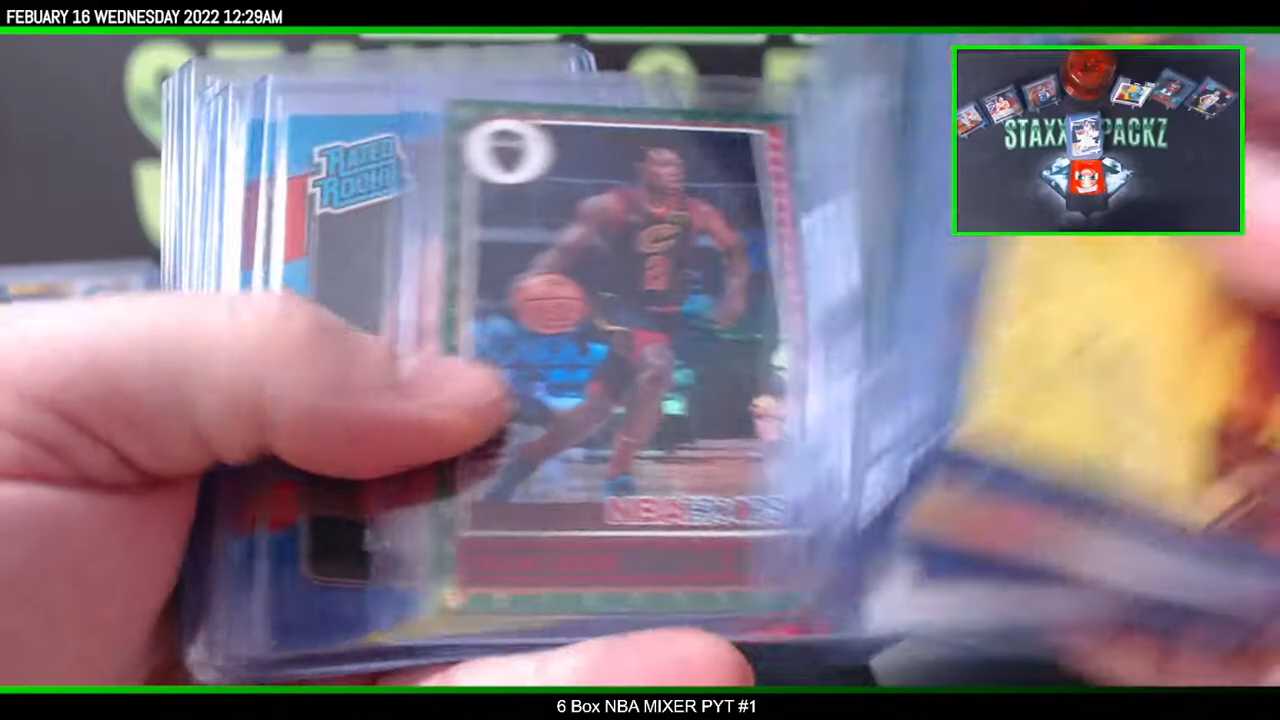 FEBUARY 16 WEDNESDAY 2022 12:29AM
STAXX PACKZ
RATED
ROOKIE
NBA HOOPS
6 Box NBA MIXER PYT #1